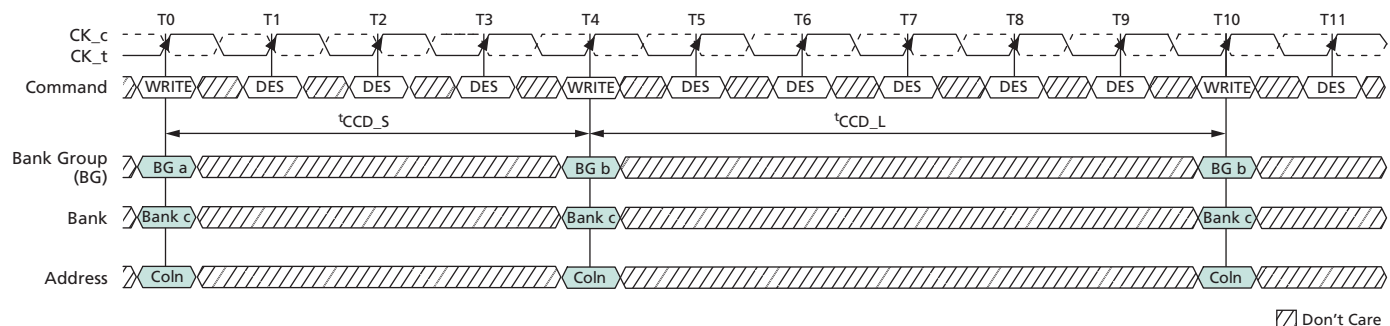 T0 T1 T2 T3 T4 T5 T6 T7 T8 T9 T10 T11
CK_c
CK_t
Command WRITE DES DES DES WRITE DES DES DES DES DES WRITE DES
tCCD_S tCCD_L
Bank Group
(BG) BG a BG b BG b
Bank Bank c Bank c Bank c
Address Coln Coln Coln
Don't Care